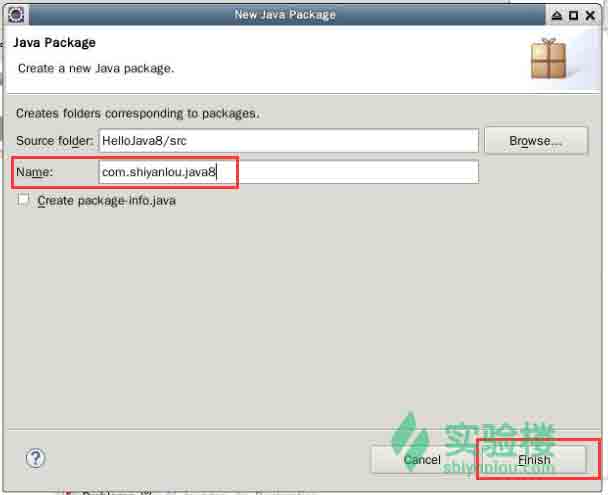 New Java Package
Java Package
Create a new Java package.
Creates folders corresponding to packages.
Source folder: HelloJava8/src Browse...
Name: com.shiyanlou.java8
Create package-info.java
实验楼
shiyanlou.com
? Cancel Finish